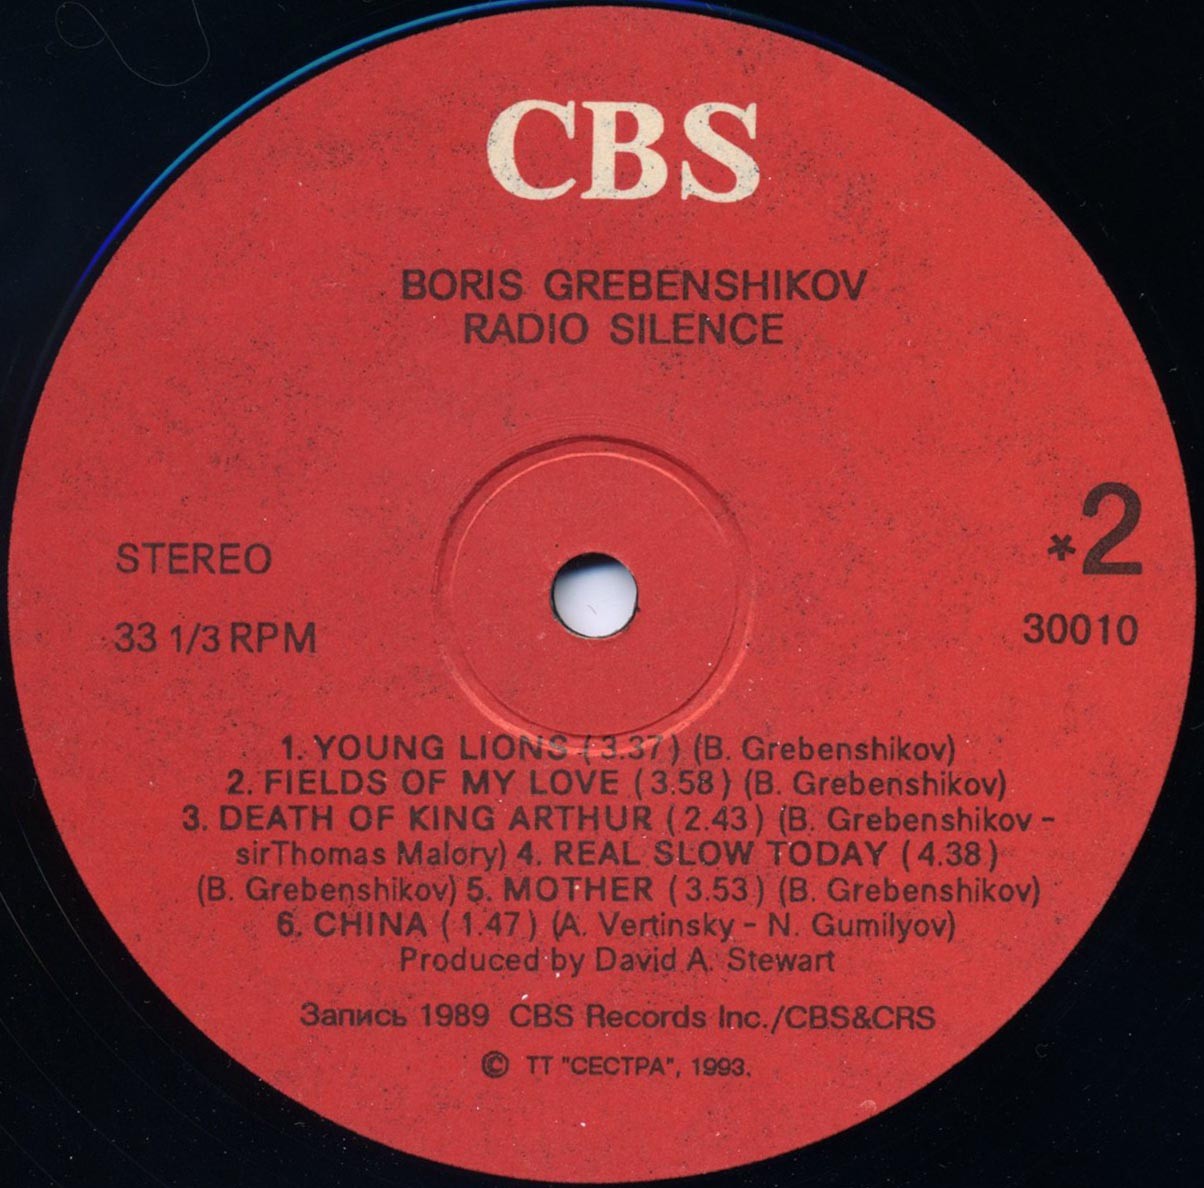 CBS
BORIS GREBENSHIKOV
RADIO SILENCE
STEREO
*2
33 1/3 RPM
30010
1. YOUNG LIONS (3.37) (B. Grebenshikov)
2. FIELDS OF MY LOVE (3.58) (B. Grebenshikov)
3. DEATH OF KING ARTHUR (2.43) (B. Grebenshikov –
sirThomas Malory) 4. REAL SLOW TODAY (4.38)
(B. Grebenshikov) 5. MOTHER (3.53) (B. Grebenshikov)
6. CHINA (1.47) (A. Vertinsky – N. Gumilyov)
Produced by David A. Stewart
Запись 1989 CBS Records Inc./CBS&CRS
© ТТ "СЕСТРА", 1993.